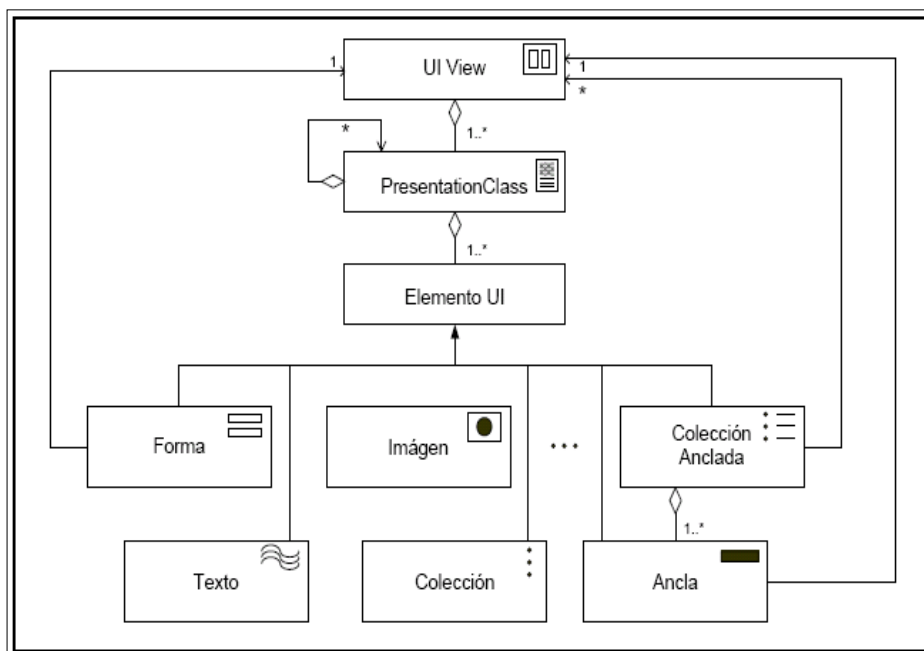 UI View
1
1
*
1..*
*
PresentationClass
1..*
Elemento UI
Forma
Imágen
...
Colección
Anclada
1..*
Texto
Colección
Ancla